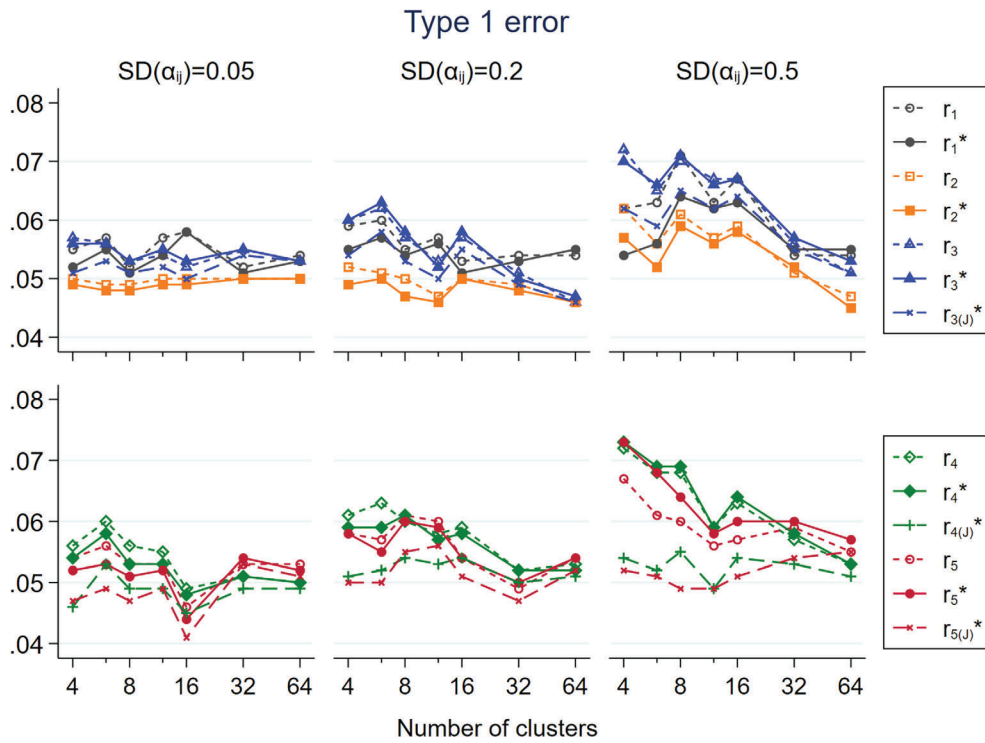 Type 1 error
SD(αᵢⱼ)=0.05 SD(αᵢⱼ)=0.2 SD(αᵢⱼ)=0.5
.08
.07
.06
.05
.04
r₁
r₁*
r₂
r₂*
r₃
r₃*
r₃₍J₎*
.08
.07
.06
.05
.04
r₄
r₄*
r₄₍J₎*
r₅
r₅*
r₅₍J₎*
4 8 16 32 64 4 8 16 32 64 4 8 16 32 64
Number of clusters